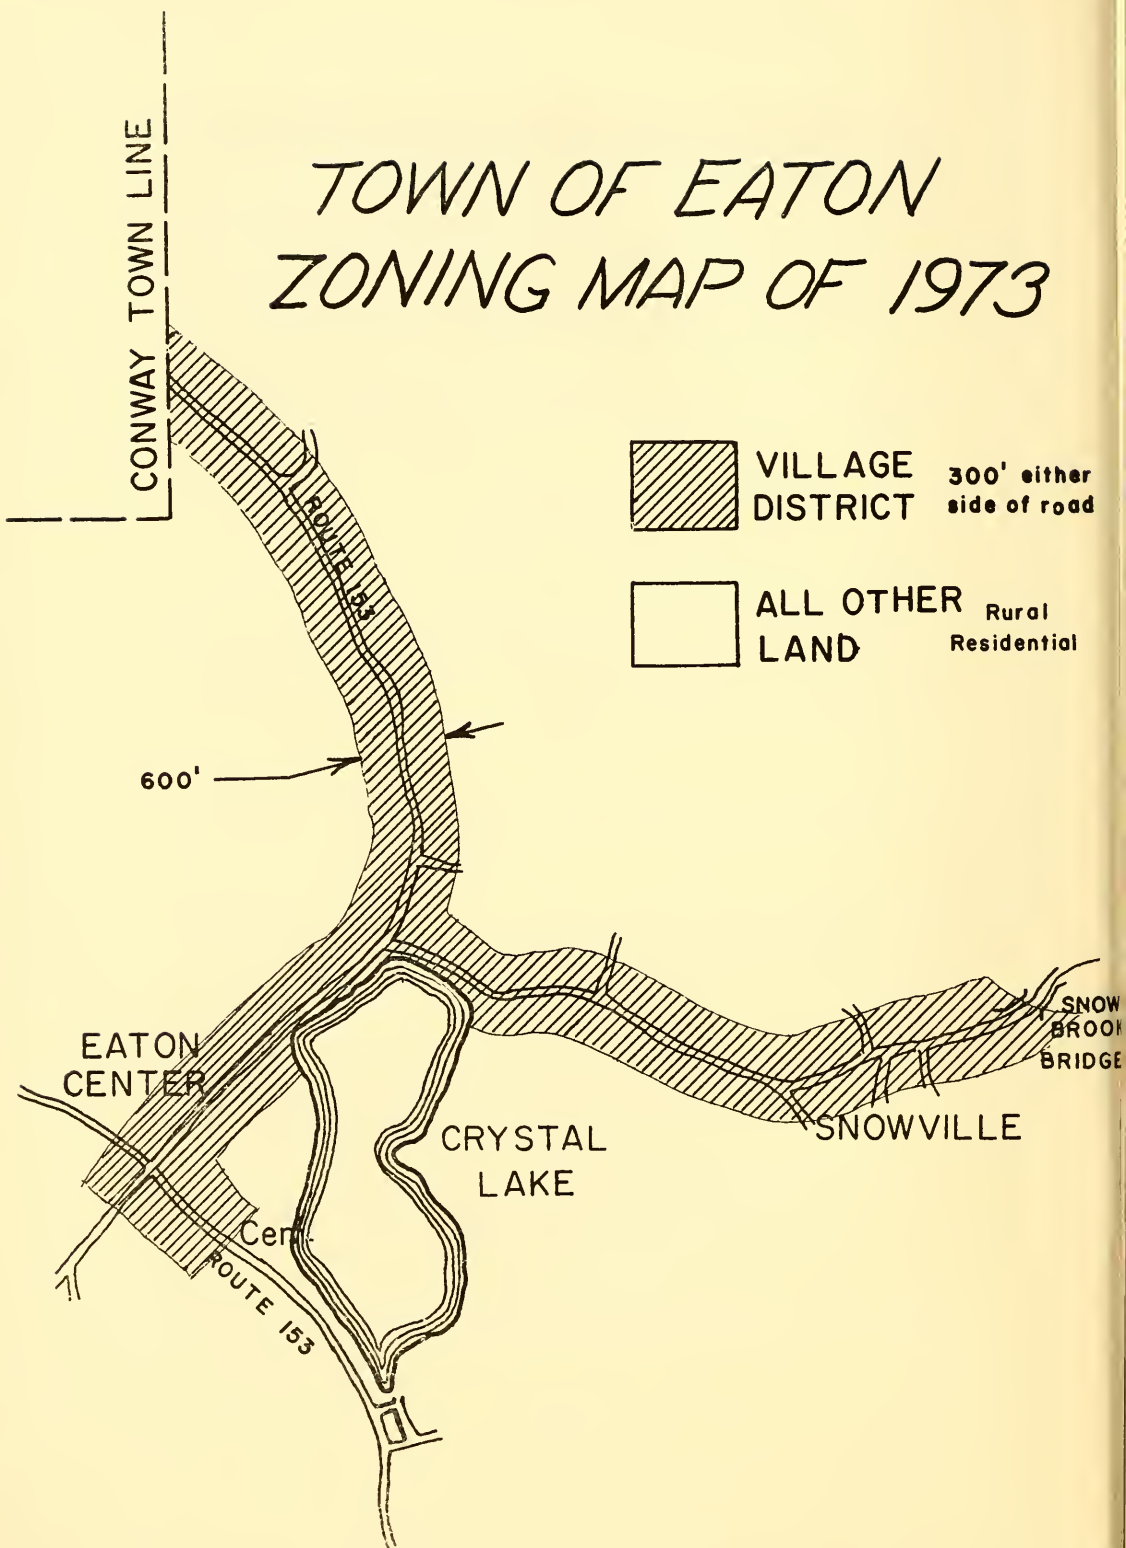 CONWAY TOWN LINE
TOWN OF EATON
ZONING MAP OF 1973
VILLAGE
DISTRICT
300' either
side of road
ALL OTHER
LAND
Rural
Residential
ROUTE 153
600'
EATON
CENTER
CRYSTAL
LAKE
SNOWVILLE
SNOW
BROOK
BRIDGE
Cem.
ROUTE 153